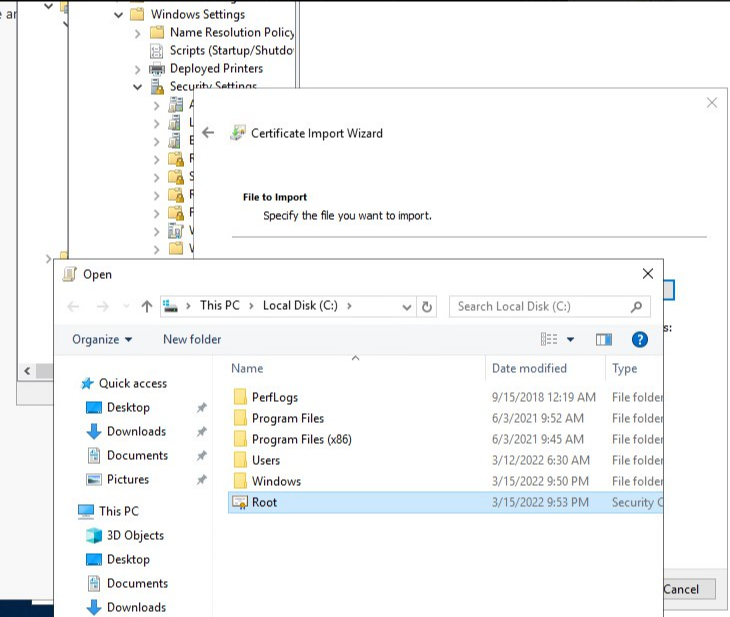 Windows Settings
Name Resolution Policy
Scripts (Startup/Shutdo
Deployed Printers
Security Settings
Certificate Import Wizard
File to Import
Specify the file you want to import.
Open
This PC > Local Disk (C:) >
Search Local Disk (C:)
Organize
New folder
Name Date modified Type
Quick access
Desktop
Downloads
Documents
Pictures
This PC
3D Objects
Desktop
Documents
Downloads
PerfLogs 9/15/2018 12:19 AM File folder
Program Files 6/3/2021 9:52 AM File folder
Program Files (x86) 6/3/2021 9:45 AM File folder
Users 3/12/2022 6:30 AM File folder
Windows 3/15/2022 9:50 PM File folder
Root 3/15/2022 9:53 PM Security C
Cancel